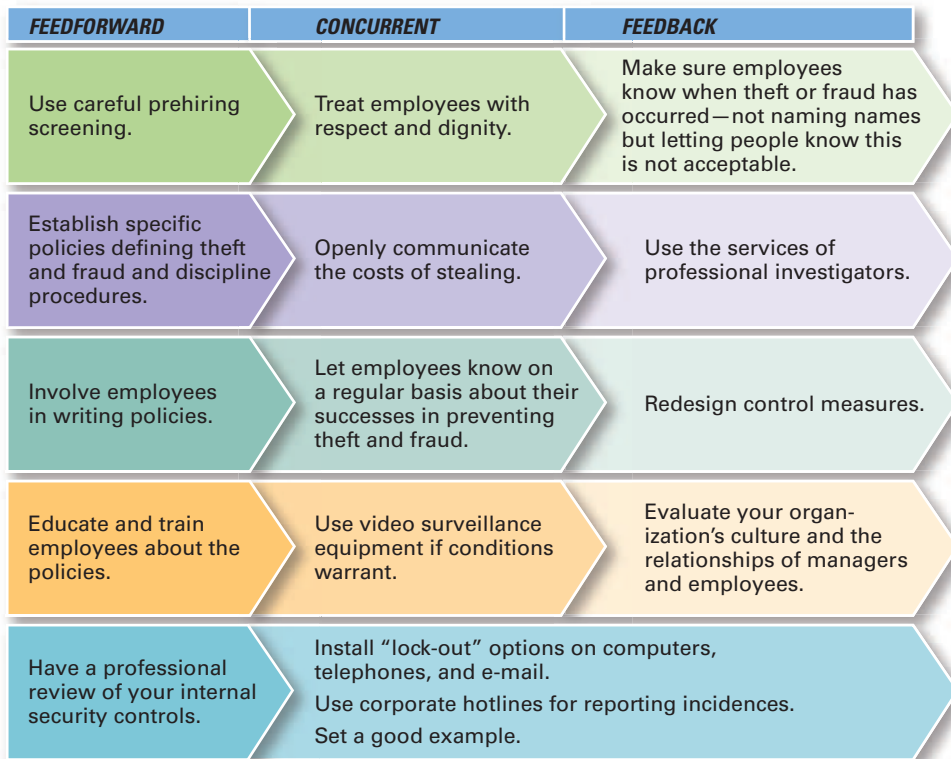 FEEDFORWARD
CONCURRENT
FEEDBACK
Use careful prehiring
screening.
Treat employees with
respect and dignity.
Make sure employees
know when theft or fraud has
occurred—not naming names
but letting people know this
is not acceptable.
Establish specific
policies defining theft
and fraud and discipline
procedures.
Openly communicate
the costs of stealing.
Use the services of
professional investigators.
Involve employees
in writing policies.
Let employees know on
a regular basis about their
successes in preventing
theft and fraud.
Redesign control measures.
Educate and train
employees about the
policies.
Use video surveillance
equipment if conditions
warrant.
Evaluate your organ-
ization’s culture and the
relationships of managers
and employees.
Have a professional
review of your internal
security controls.
Install “lock-out” options on computers,
telephones, and e-mail.
Use corporate hotlines for reporting incidences.
Set a good example.